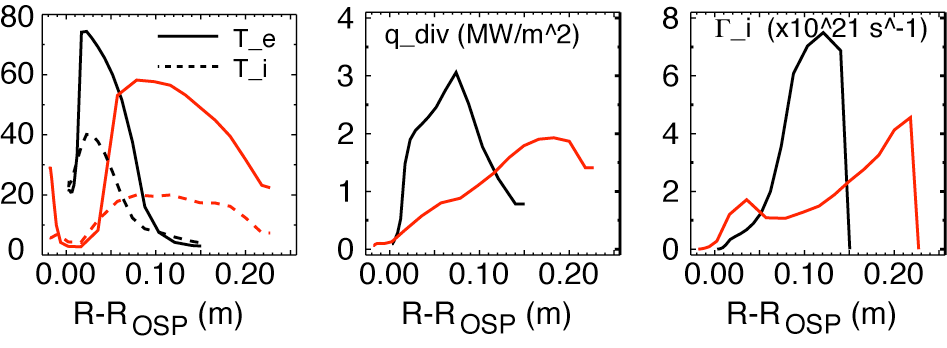 80
60
40
20
0
T_e
T_i
0.00 0.10 0.20
R-R_OSP (m)
4
3
2
1
0
q_div (MW/m^2)
0.00 0.10 0.20
R-R_OSP (m)
8
6
4
2
0
Γ_i (x10^21 s^-1)
0.00 0.10 0.20
R-R_OSP (m)